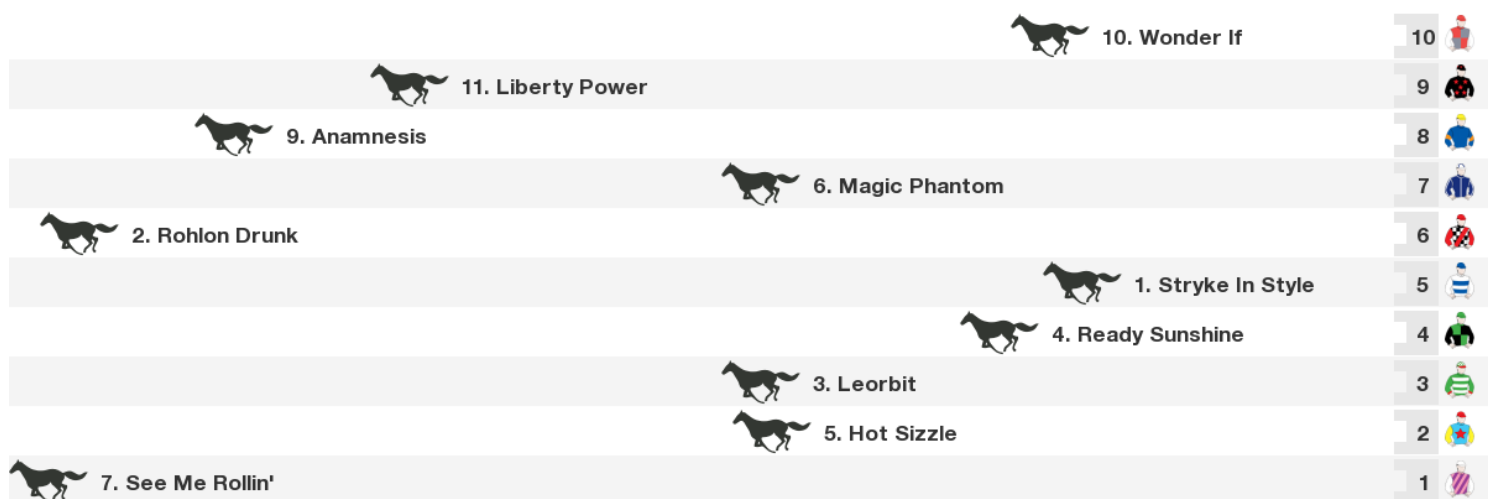 10. Wonder If 10
11. Liberty Power 9
9. Anamnesis 8
6. Magic Phantom 7
2. Rohlon Drunk 6
1. Stryke In Style 5
4. Ready Sunshine 4
3. Leorbit 3
5. Hot Sizzle 2
7. See Me Rollin' 1